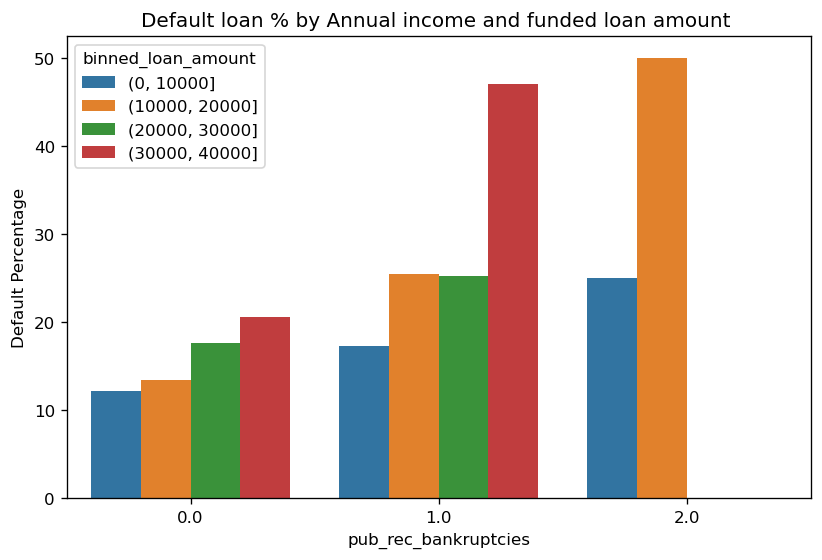 Default loan % by Annual income and funded loan amount
binned_loan_amount
(0, 10000]
(10000, 20000]
(20000, 30000]
(30000, 40000]
Default Percentage
50
40
30
20
10
0
0.0 1.0 2.0
pub_rec_bankruptcies